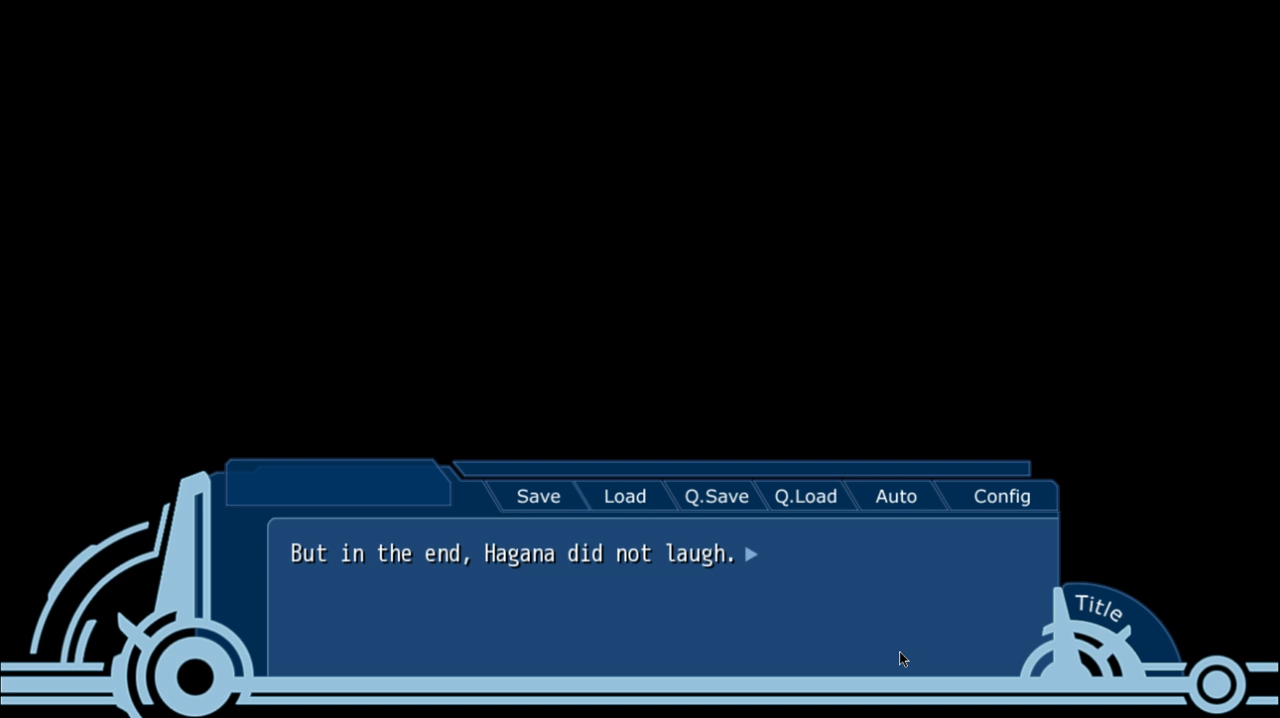 Save Load Q.Save Q.Load Auto Config
But in the end, Hagana did not laugh.
Title